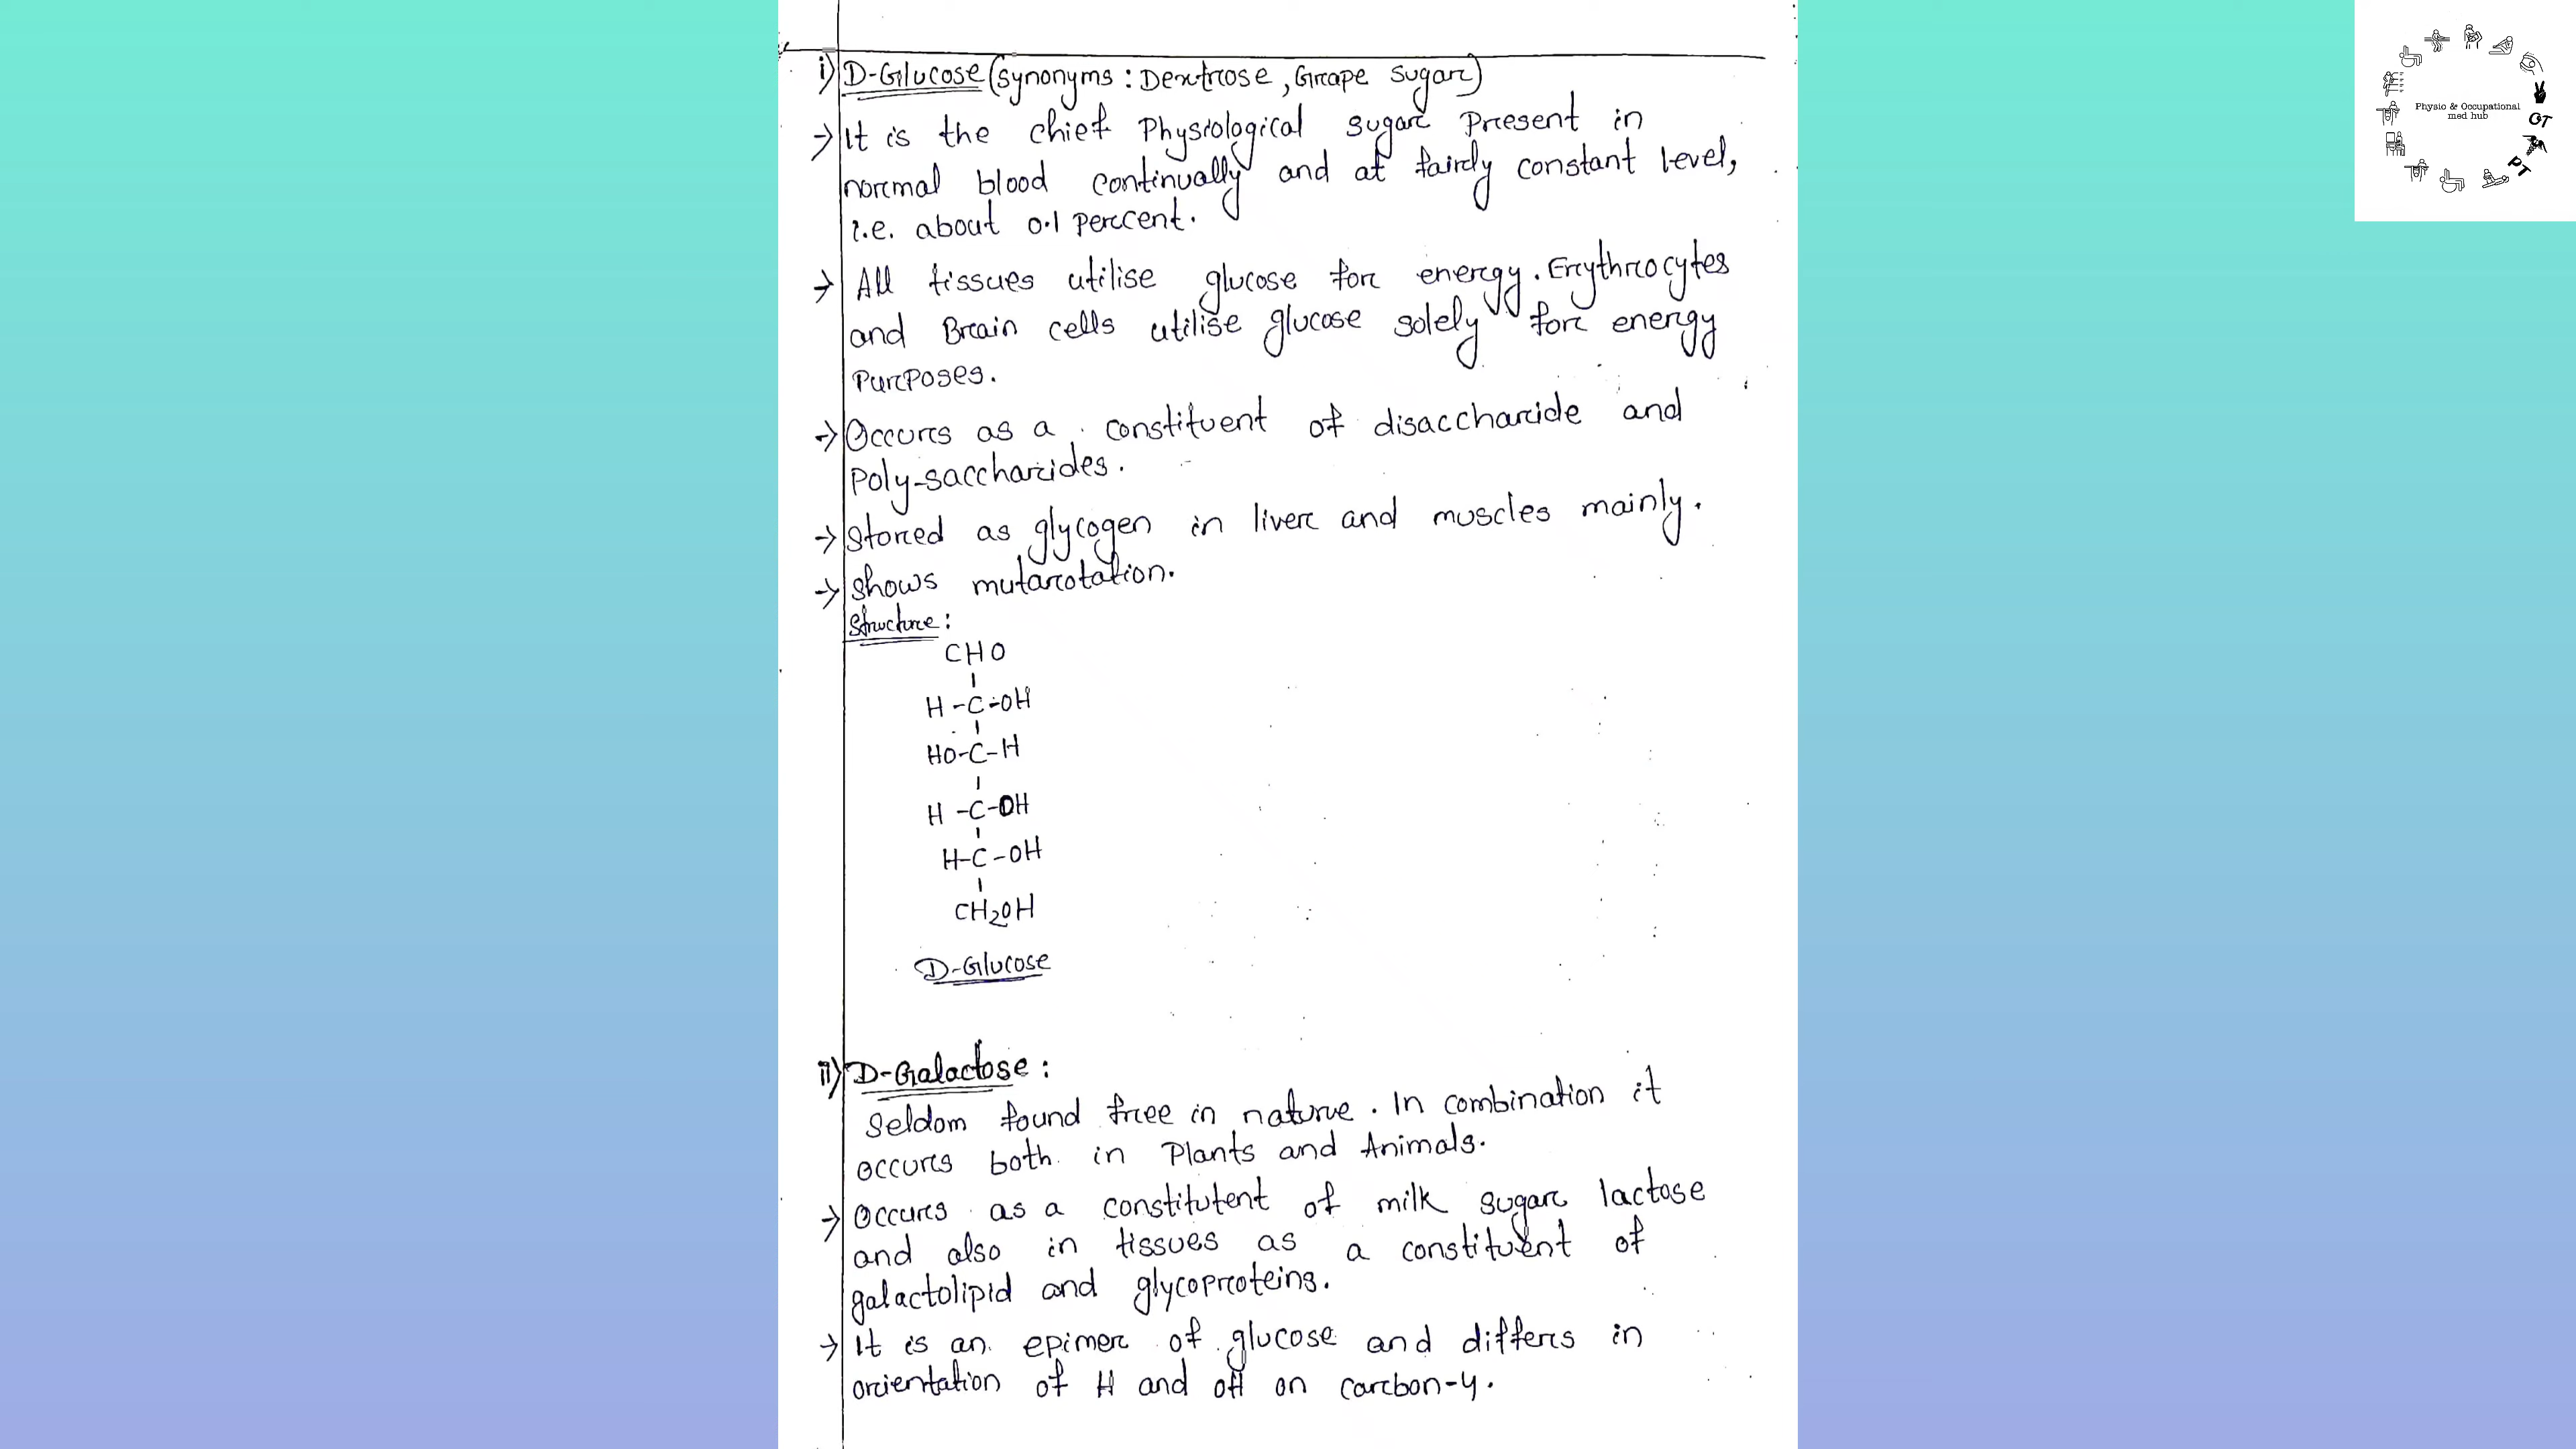 i) D-Glucose (Synonyms : Dextrose, Grape Sugar)
→ It is the chief Physiological sugar Present in
normal blood continually and at fairly constant level,
i.e. about 0.1 percent.
→ All tissues utilise glucose for energy. Erythrocytes
and Brain cells utilise glucose solely for energy
Purposes.
→ Occurs as a constituent of disaccharide and
Poly-saccharides.
→ Stored as glycogen in liver and muscles mainly.
→ Shows mutarotation.
Structure :
CHO
H-C-OH
HO-C-H
H-C-OH
H-C-OH
CH2OH
D-Glucose
ii) D-Galactose :
Seldom found free in nature. In combination it
occurs both in Plants and Animals.
→ Occurs as a constitutent of milk sugar lactose
and also in tissues as a constituent of
galactolipid and glycoproteins.
→ It is an epimer of glucose and differs in
orientation of H and OH on carbon-4.
Physio & Occupational
med hub
OT
PT